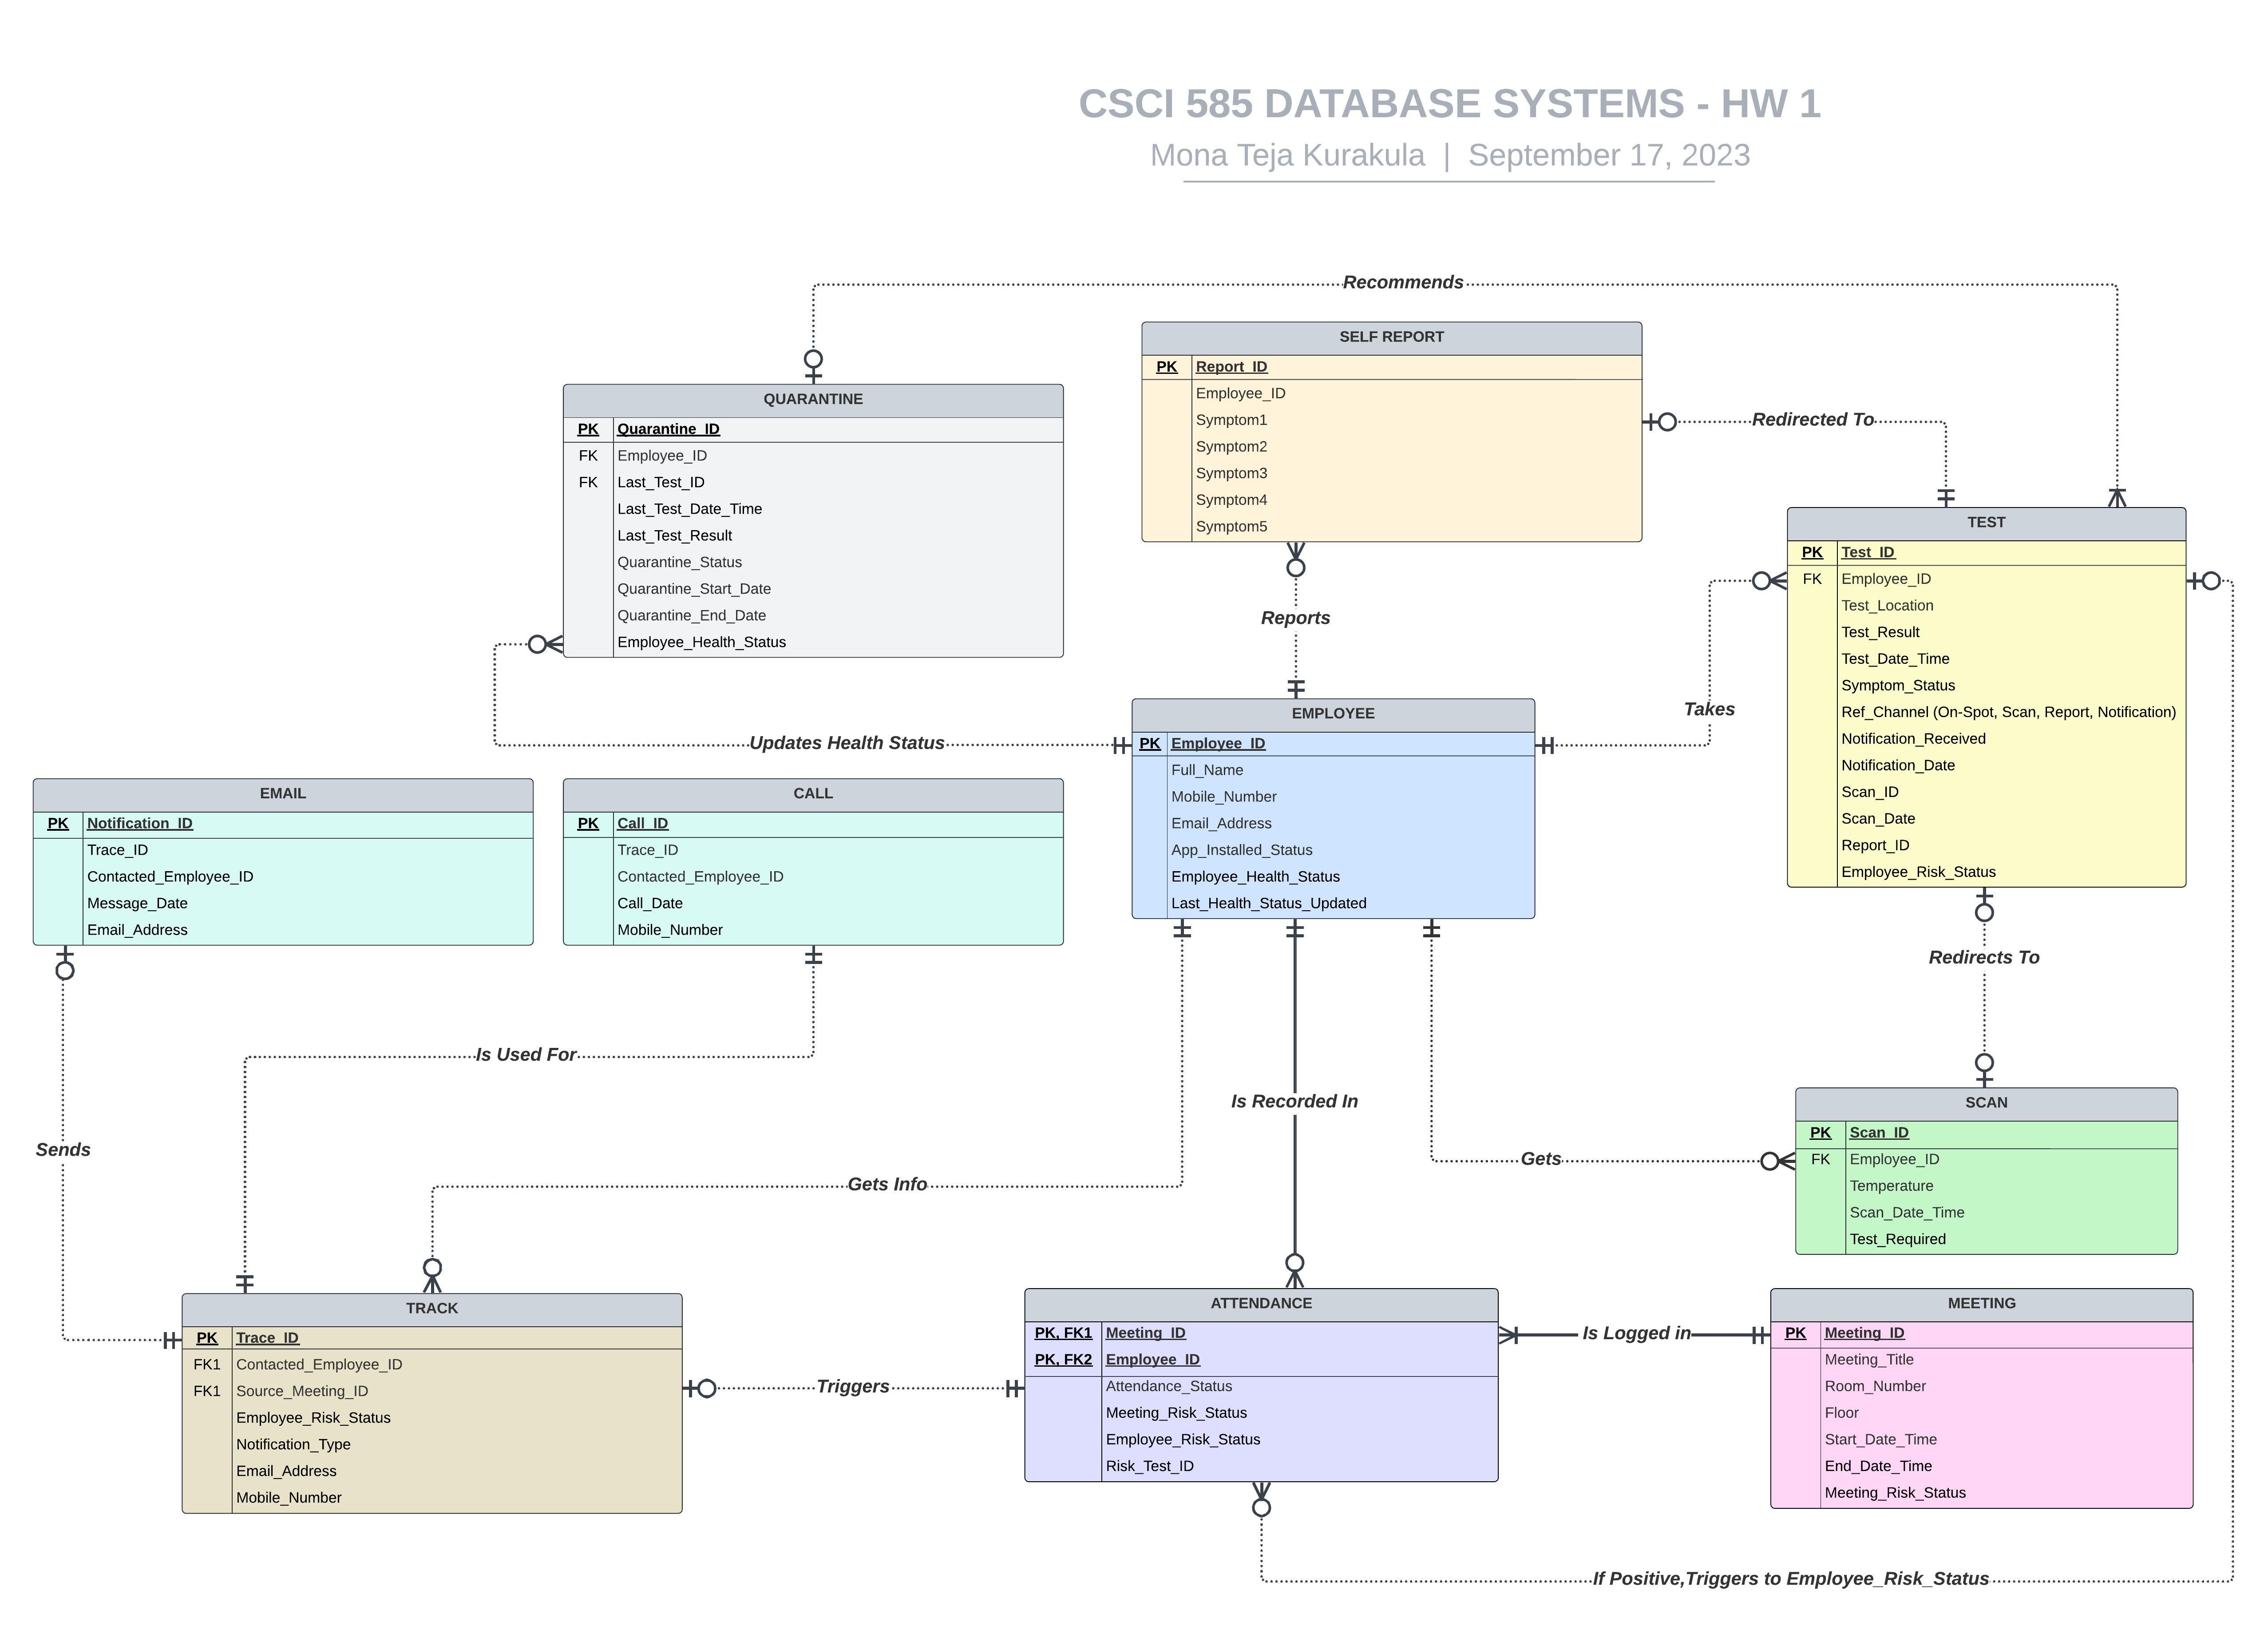 CSCI 585 DATABASE SYSTEMS - HW 1
Mona Teja Kurakula | September 17, 2023
Recommends
SELF REPORT
PK Report_ID
Employee_ID
Symptom1
Symptom2
Symptom3
Symptom4
Symptom5
Redirected To
QUARANTINE
PK Quarantine_ID
FK Employee_ID
FK Last_Test_ID
Last_Test_Date_Time
Last_Test_Result
Quarantine_Status
Quarantine_Start_Date
Quarantine_End_Date
Employee_Health_Status
TEST
PK Test_ID
FK Employee_ID
Test_Location
Test_Result
Test_Date_Time
Symptom_Status
Ref_Channel (On-Spot, Scan, Report, Notification)
Notification_Received
Notification_Date
Scan_ID
Scan_Date
Report_ID
Employee_Risk_Status
Reports
Takes
Updates Health Status
EMPLOYEE
PK Employee_ID
Full_Name
Mobile_Number
Email_Address
App_Installed_Status
Employee_Health_Status
Last_Health_Status_Updated
EMAIL
PK Notification_ID
Trace_ID
Contacted_Employee_ID
Message_Date
Email_Address
CALL
PK Call_ID
Trace_ID
Contacted_Employee_ID
Call_Date
Mobile_Number
Redirects To
Is Used For
Is Recorded In
Sends
Gets
Gets Info
SCAN
PK Scan_ID
FK Employee_ID
Temperature
Scan_Date_Time
Test_Required
TRACK
PK Trace_ID
FK1 Contacted_Employee_ID
FK1 Source_Meeting_ID
Employee_Risk_Status
Notification_Type
Email_Address
Mobile_Number
Triggers
ATTENDANCE
PK, FK1 Meeting_ID
PK, FK2 Employee_ID
Attendance_Status
Meeting_Risk_Status
Employee_Risk_Status
Risk_Test_ID
Is Logged in
MEETING
PK Meeting_ID
Meeting_Title
Room_Number
Floor
Start_Date_Time
End_Date_Time
Meeting_Risk_Status
If Positive,Triggers to Employee_Risk_Status